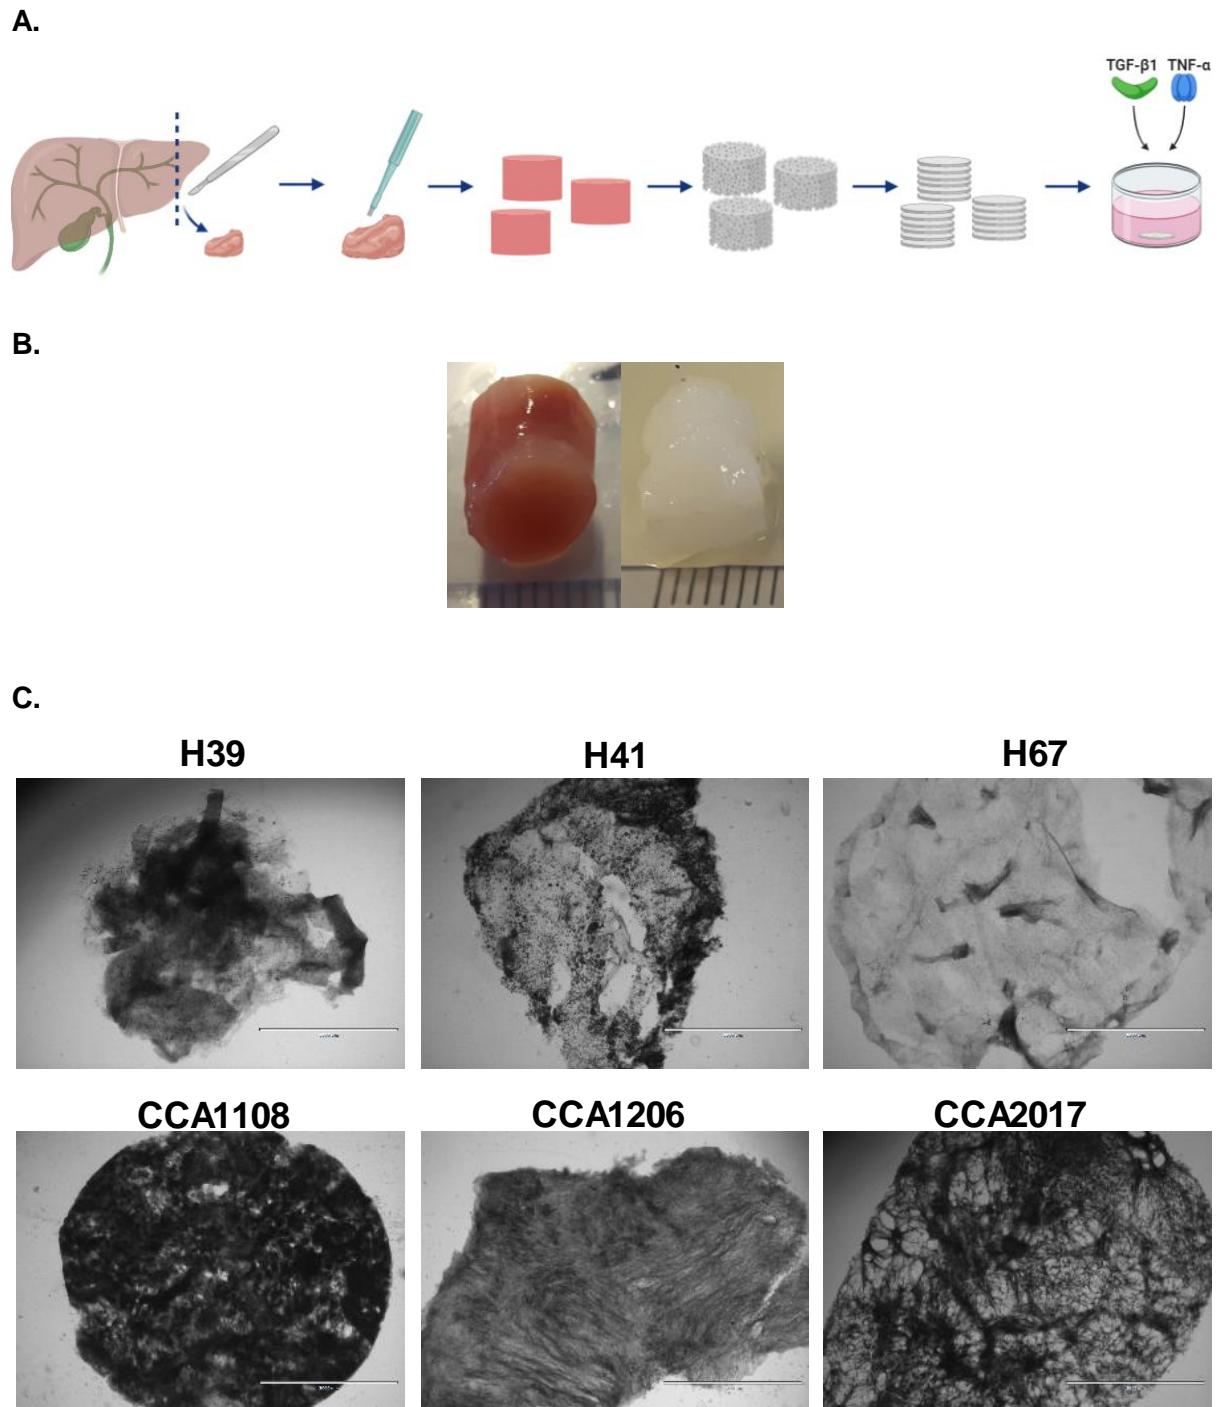 A.
TGF-β1 TNF-α
B.
C.
H39 H41 H67
CCA1108 CCA1206 CCA2017